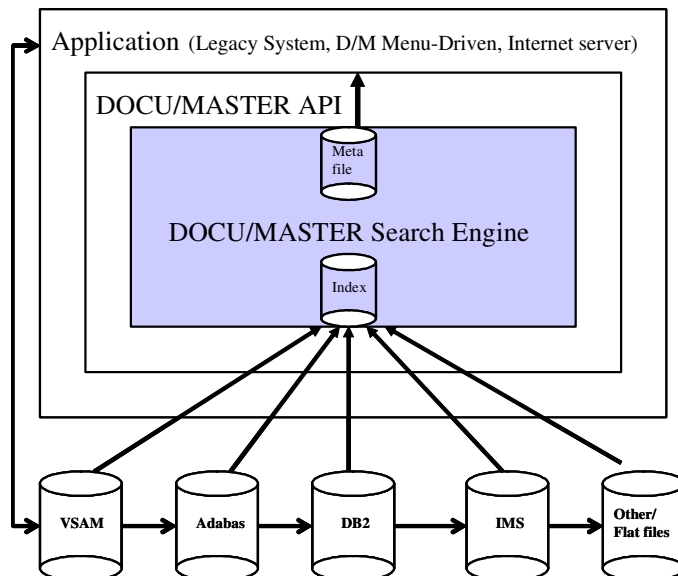 Application (Legacy System, D/M Menu-Driven, Internet server)
DOCU/MASTER API
Meta
file
DOCU/MASTER Search Engine
Index
VSAM
Adabas
DB2
IMS
Other/
Flat files